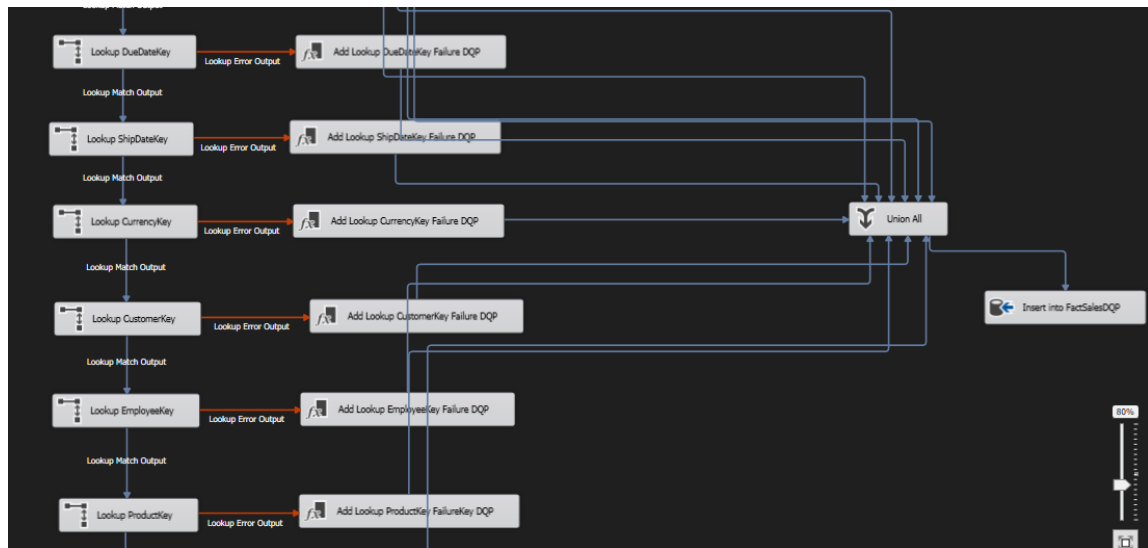 Lookup Match Output
Lookup DueDateKey
Lookup Error Output
Add Lookup DueDateKey Failure DQP
Lookup Match Output
Lookup ShipDateKey
Lookup Error Output
Add Lookup ShipDateKey Failure DQP
Lookup Match Output
Lookup CurrencyKey
Lookup Error Output
Add Lookup CurrencyKey Failure DQP
Union All
Lookup Match Output
Insert into FactSalesDQP
Lookup CustomerKey
Lookup Error Output
Add Lookup CustomerKey Failure DQP
Lookup Match Output
Lookup EmployeeKey
Lookup Error Output
Add Lookup EmployeeKey Failure DQP
80%
Lookup Match Output
Lookup ProductKey
Lookup Error Output
Add Lookup ProductKey FailureKey DQP